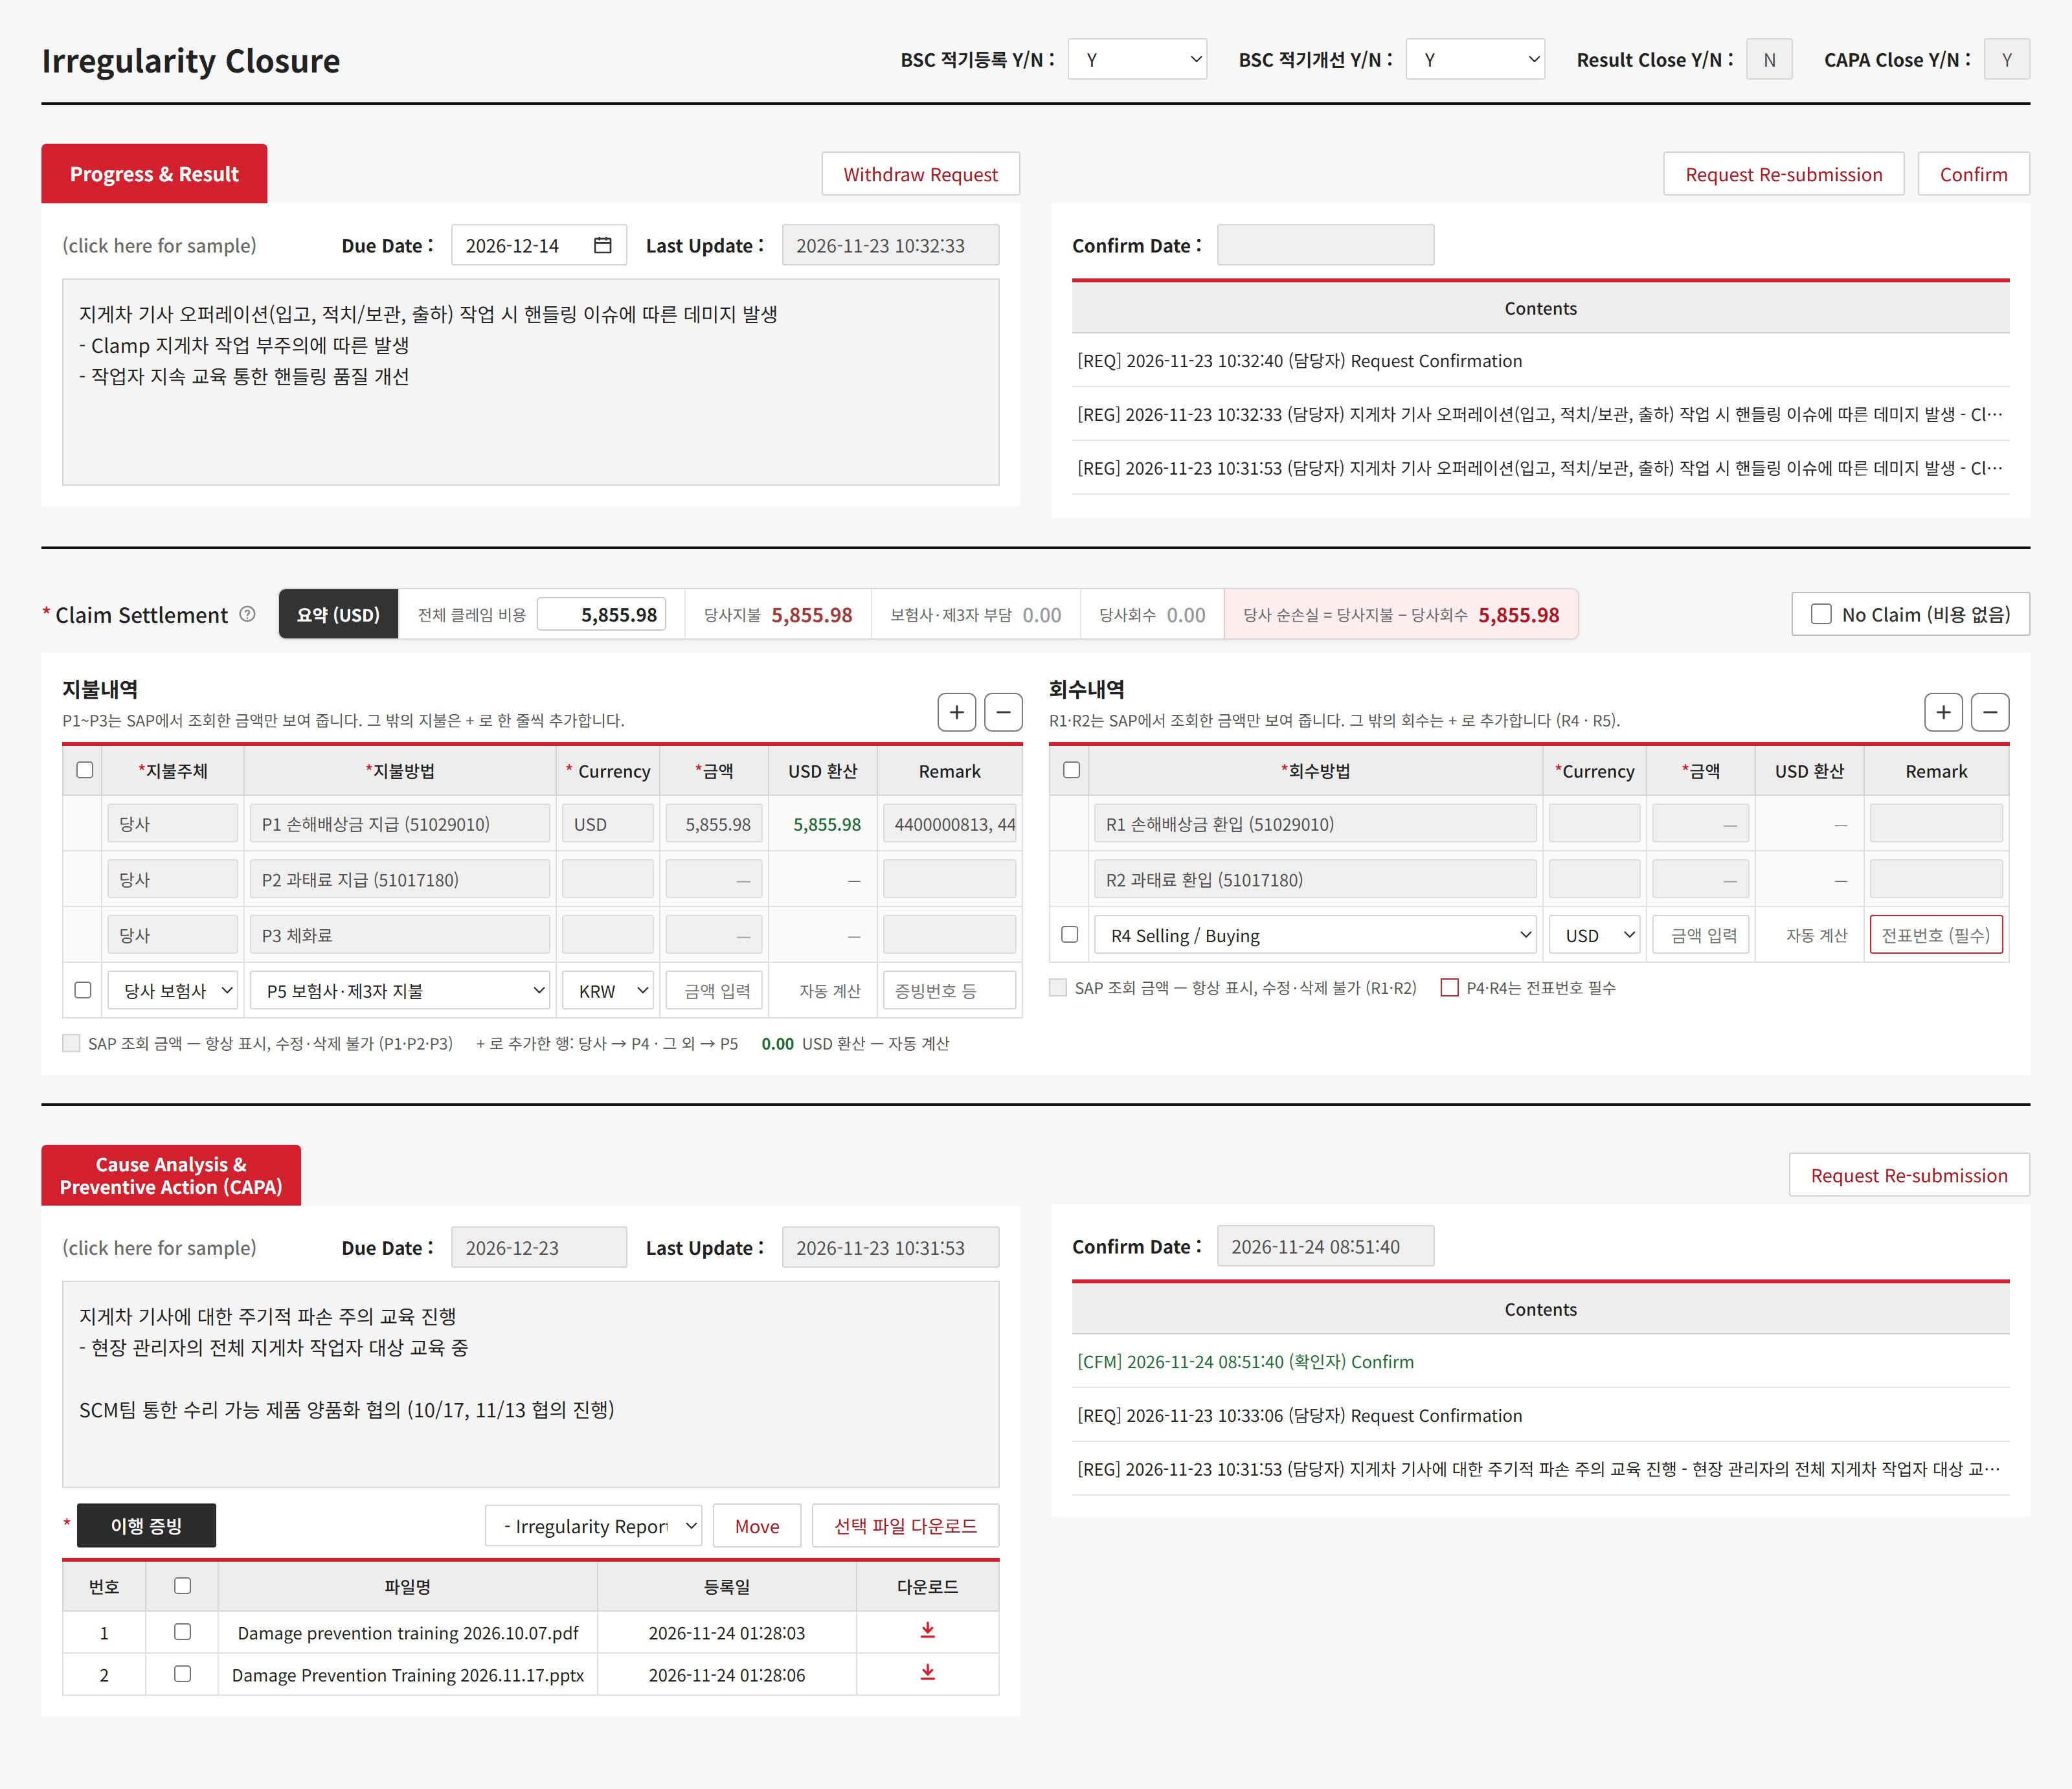 Irregularity Closure
BSC 적기등록 Y/N : Y
BSC 적기개선 Y/N : Y
Result Close Y/N : N
CAPA Close Y/N : Y
Progress & Result
Withdraw Request
Request Re-submission
Confirm
(click here for sample)
Due Date : 2026-12-14
Last Update : 2026-11-23 10:32:33
지게차 기사 오퍼레이션(입고, 적치/보관, 출하) 작업 시 핸들링 이슈에 따른 데미지 발생
- Clamp 지게차 작업 부주의에 따른 발생
- 작업자 지속 교육 통한 핸들링 품질 개선
Confirm Date :
Contents
[REQ] 2026-11-23 10:32:40 (담당자) Request Confirmation
[REG] 2026-11-23 10:32:33 (담당자) 지게차 기사 오퍼레이션(입고, 적치/보관, 출하) 작업 시 핸들링 이슈에 따른 데미지 발생 - Cl…
[REG] 2026-11-23 10:31:53 (담당자) 지게차 기사 오퍼레이션(입고, 적치/보관, 출하) 작업 시 핸들링 이슈에 따른 데미지 발생 - Cl…
* Claim Settlement ?
요약 (USD)
전체 클레임 비용 5,855.98
당사지불 5,855.98
보험사·제3자 부담 0.00
당사회수 0.00
당사 순손실 = 당사지불 − 당사회수 5,855.98
No Claim (비용 없음)
지불내역
P1~P3는 SAP에서 조회한 금액만 보여 줍니다. 그 밖의 지불은 + 로 한 줄씩 추가합니다.
+ −
*지불주체 *지불방법 * Currency *금액 USD 환산 Remark
당사 P1 손해배상금 지급 (51029010) USD 5,855.98 5,855.98 4400000813, 44
당사 P2 과태료 지급 (51017180) — —
당사 P3 체화료 — —
당사 보험사 P5 보험사·제3자 지불 KRW 금액 입력 자동 계산 증빙번호 등
SAP 조회 금액 — 항상 표시, 수정·삭제 불가 (P1·P2·P3) + 로 추가한 행: 당사 → P4 · 그 외 → P5 0.00 USD 환산 — 자동 계산
회수내역
R1·R2는 SAP에서 조회한 금액만 보여 줍니다. 그 밖의 회수는 + 로 추가합니다 (R4 · R5).
+ −
*회수방법 *Currency *금액 USD 환산 Remark
R1 손해배상금 환입 (51029010) — —
R2 과태료 환입 (51017180) — —
R4 Selling / Buying USD 금액 입력 자동 계산 전표번호 (필수)
SAP 조회 금액 — 항상 표시, 수정·삭제 불가 (R1·R2) P4·R4는 전표번호 필수
Cause Analysis &
Preventive Action (CAPA)
Request Re-submission
(click here for sample)
Due Date : 2026-12-23
Last Update : 2026-11-23 10:31:53
지게차 기사에 대한 주기적 파손 주의 교육 진행
- 현장 관리자의 전체 지게차 작업자 대상 교육 중
SCM팀 통한 수리 가능 제품 양품화 협의 (10/17, 11/13 협의 진행)
Confirm Date : 2026-11-24 08:51:40
Contents
[CFM] 2026-11-24 08:51:40 (확인자) Confirm
[REQ] 2026-11-23 10:33:06 (담당자) Request Confirmation
[REG] 2026-11-23 10:31:53 (담당자) 지게차 기사에 대한 주기적 파손 주의 교육 진행 - 현장 관리자의 전체 지게차 작업자 대상 교…
* 이행 증빙
- Irregularity Repor
Move
선택 파일 다운로드
번호 파일명 등록일 다운로드
1 Damage prevention training 2026.10.07.pdf 2026-11-24 01:28:03
2 Damage Prevention Training 2026.11.17.pptx 2026-11-24 01:28:06